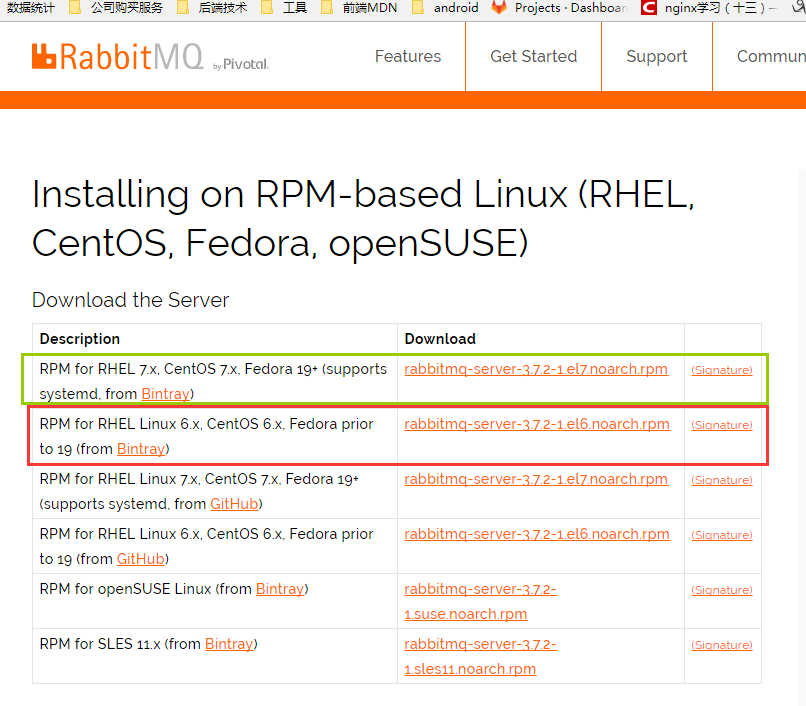 数据统计 公司购买服务 后端技术 工具 前端MDN android Projects · Dashboar nginx学习（十三）—
RabbitMQ by Pivotal.
Features Get Started Support Commun
Installing on RPM-based Linux (RHEL,
CentOS, Fedora, openSUSE)
Download the Server
Description Download
RPM for RHEL 7.x, CentOS 7.x, Fedora 19+ (supports rabbitmq-server-3.7.2-1.el7.noarch.rpm (Signature)
systemd, from Bintray)
RPM for RHEL Linux 6.x, CentOS 6.x, Fedora prior rabbitmq-server-3.7.2-1.el6.noarch.rpm (Signature)
to 19 (from Bintray)
RPM for RHEL Linux 7.x, CentOS 7.x, Fedora 19+ rabbitmq-server-3.7.2-1.el7.noarch.rpm (Signature)
(supports systemd, from GitHub)
RPM for RHEL Linux 6.x, CentOS 6.x, Fedora prior rabbitmq-server-3.7.2-1.el6.noarch.rpm (Signature)
to 19 (from GitHub)
RPM for openSUSE Linux (from Bintray) rabbitmq-server-3.7.2- (Signature)
1.suse.noarch.rpm
RPM for SLES 11.x (from Bintray) rabbitmq-server-3.7.2- (Signature)
1.sles11.noarch.rpm